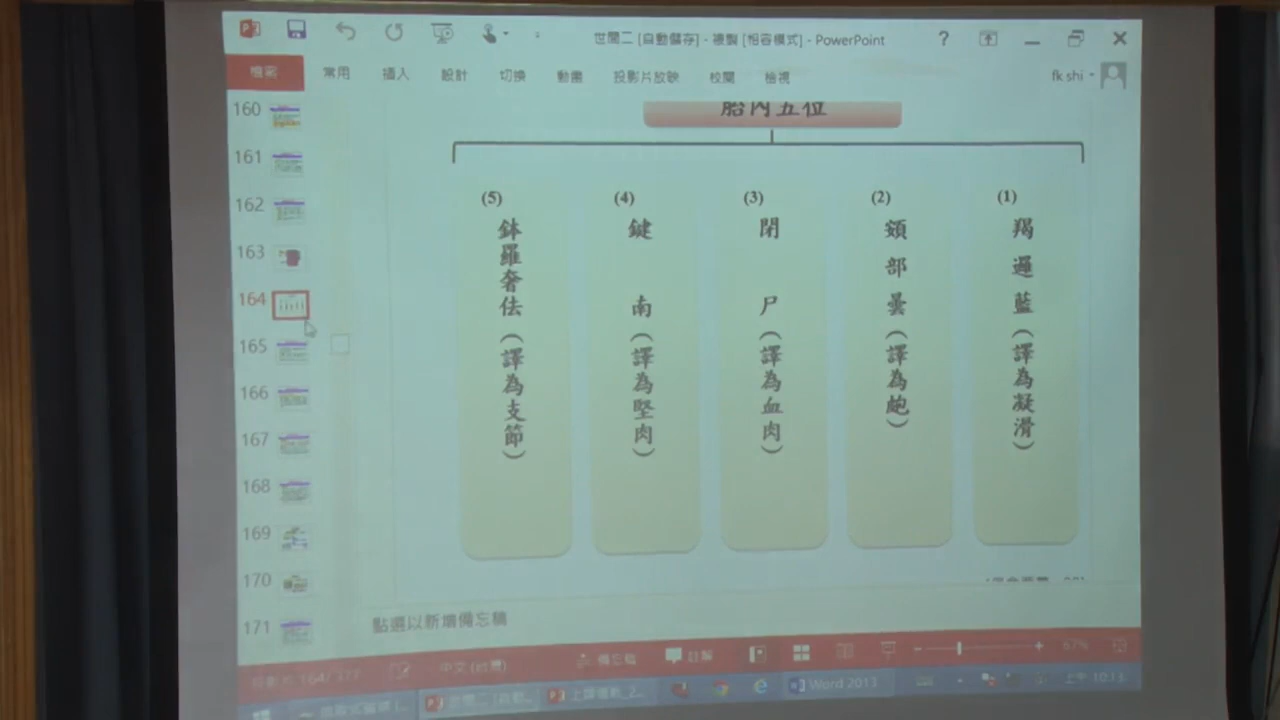 世間二 [自動儲存] - 複製 [相容模式] - PowerPoint
?
檔案 常用 插入 設計 切換 動畫 投影片放映 校閱 檢視
fk shi
160
161
162
163
164
165
166
167
168
169
170
171
胎內五位
(1)
羯邏藍(譯為凝滑)
(2)
頞部曇(譯為皰)
(3)
閉尸(譯為血肉)
(4)
鍵南(譯為堅肉)
(5)
鉢羅奢佉(譯為支節)
點選以新增備忘稿
中文 (台灣)
備忘稿
註解
67%
Word 2013
上午 10:13